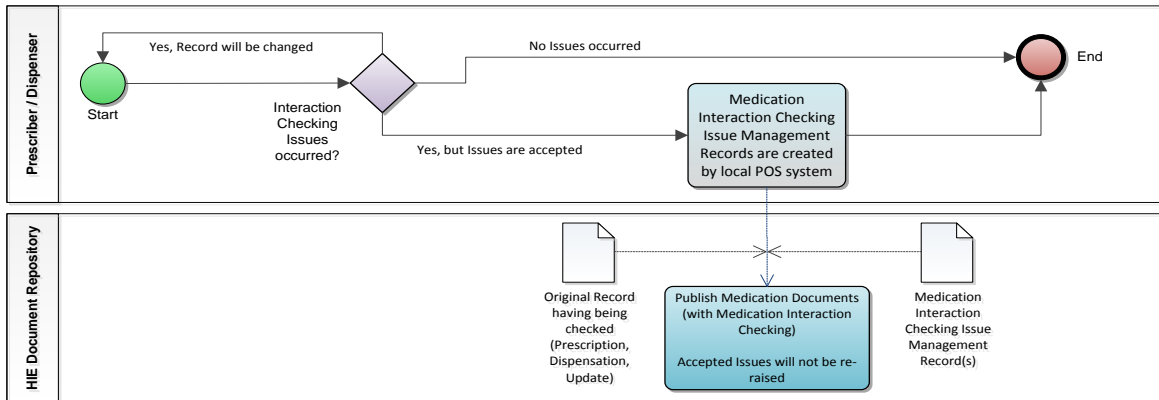 Prescriber / Dispenser
Yes, Record will be changed
No Issues occurred
Start
End
Interaction
Checking
Issues
occurred?
Yes, but Issues are accepted
Medication
Interaction Checking
Issue Management
Records are created
by local POS system
HIE Document Repository
Original Record
having being
checked
(Prescription,
Dispensation,
Update)
Publish Medication Documents
(with Medication Interaction
Checking)
Accepted Issues will not be re-
raised
Medication
Interaction
Checking Issue
Management
Record(s)